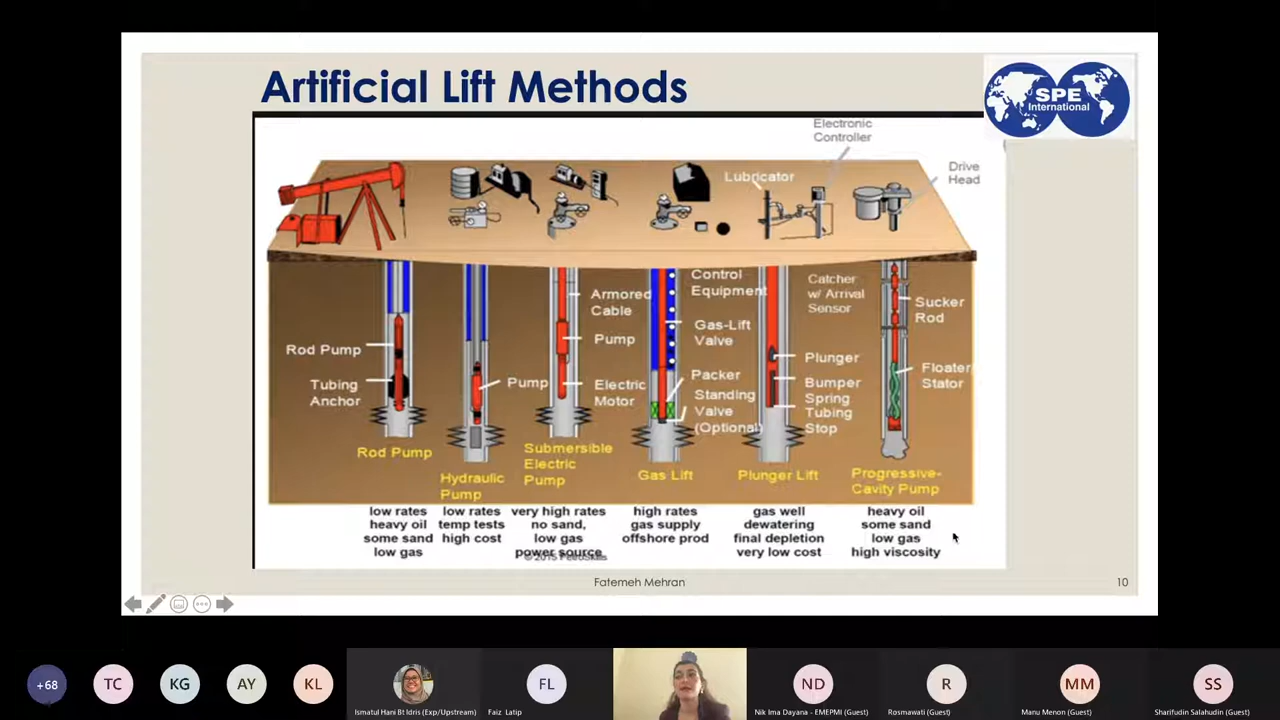 Artificial Lift Methods
SPE
International
Electronic
Controller
Lubricator
Drive
Head
Control
Equipment
Catcher
w/ Arrival
Sensor
Armored
Cable
Sucker
Rod
Gas-Lift
Valve
Pump
Rod Pump
Plunger
Floater
Stator
Packer
Tubing
Anchor
Pump
Electric
Motor
Bumper
Spring
Standing
Valve
(Optional)
Tubing
Stop
Rod Pump
Hydraulic
Pump
Submersible
Electric
Pump
Gas Lift
Plunger Lift
Progressive-
Cavity Pump
low rates
heavy oil
some sand
low gas
low rates
temp tests
high cost
very high rates
no sand,
low gas
power source
high rates
gas supply
offshore prod
gas well
dewatering
final depletion
very low cost
heavy oil
some sand
low gas
high viscosity
© 2015 PetroSkills
Fatemeh Mehran
10
+68
TC
KG
AY
KL
Ismatul Hani Bt Idris (Exp/Upstream)
FL
Faiz Latip
ND
Nik Ima Dayana - EMEPMI (Guest)
R
Rosmawati (Guest)
MM
Manu Menon (Guest)
SS
Sharifudin Salahudin (Guest)